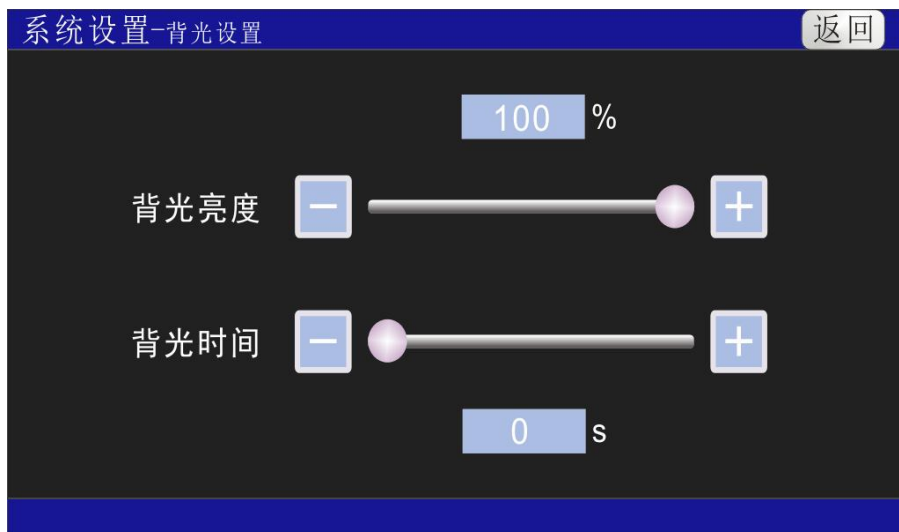 系统设置-背光设置 返回
100 %
背光亮度 − +
背光时间 − +
0 s